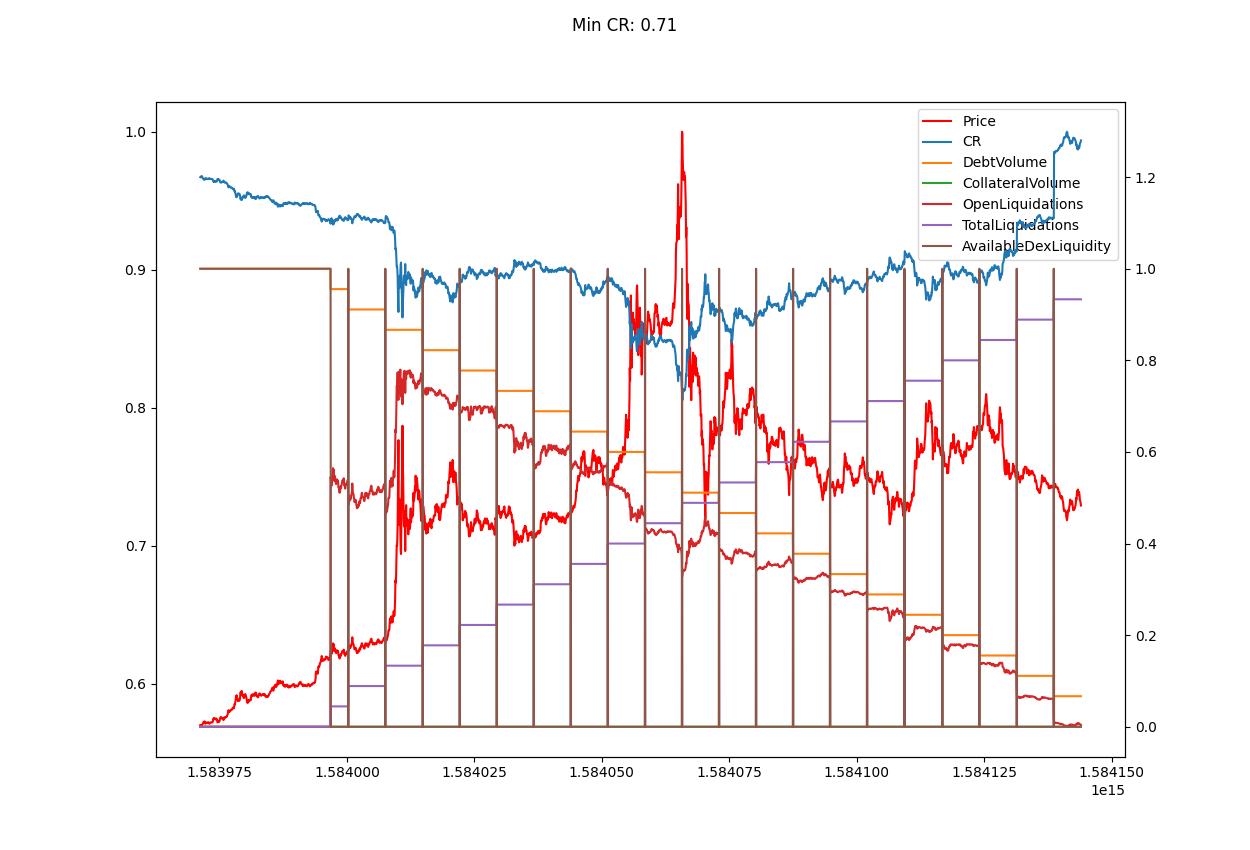 Min CR: 0.71
1.0
0.9
0.8
0.7
0.6
1.2
1.0
0.8
0.6
0.4
0.2
0.0
Price
CR
DebtVolume
CollateralVolume
OpenLiquidations
TotalLiquidations
AvailableDexLiquidity
1.583975 1.584000 1.584025 1.584050 1.584075 1.584100 1.584125 1.584150
1e15